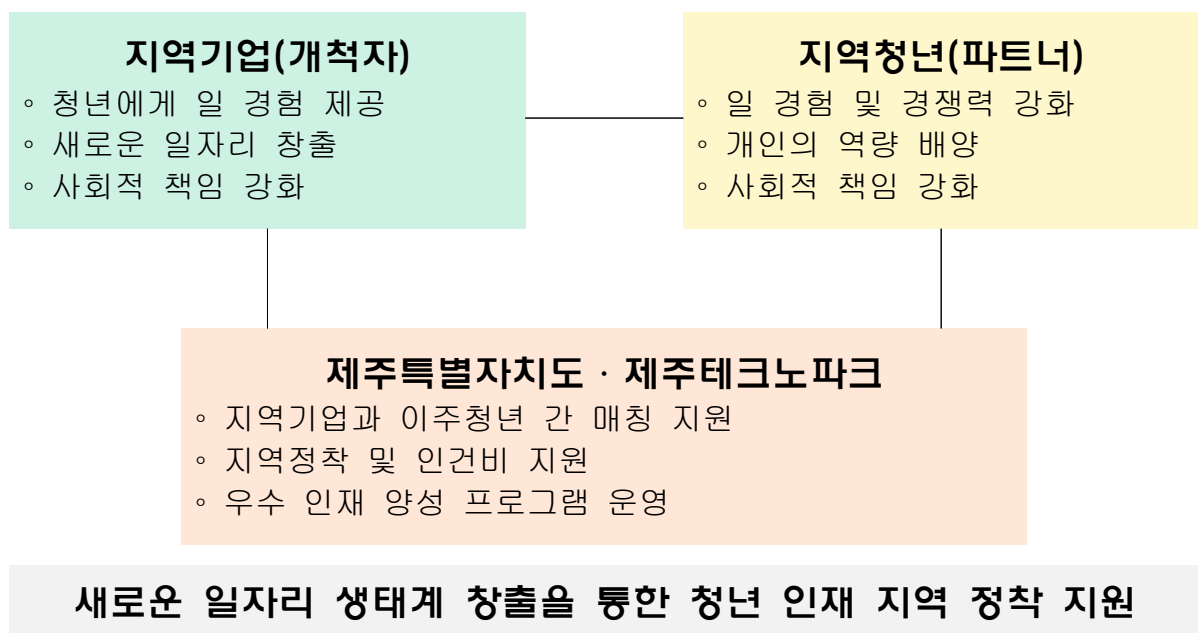 지역기업(개척자)
◦ 청년에게 일 경험 제공
◦ 새로운 일자리 창출
◦ 사회적 책임 강화
지역청년(파트너)
◦ 일 경험 및 경쟁력 강화
◦ 개인의 역량 배양
◦ 사회적 책임 강화
제주특별자치도 · 제주테크노파크
◦ 지역기업과 이주청년 간 매칭 지원
◦ 지역정착 및 인건비 지원
◦ 우수 인재 양성 프로그램 운영
새로운 일자리 생태계 창출을 통한 청년 인재 지역 정착 지원